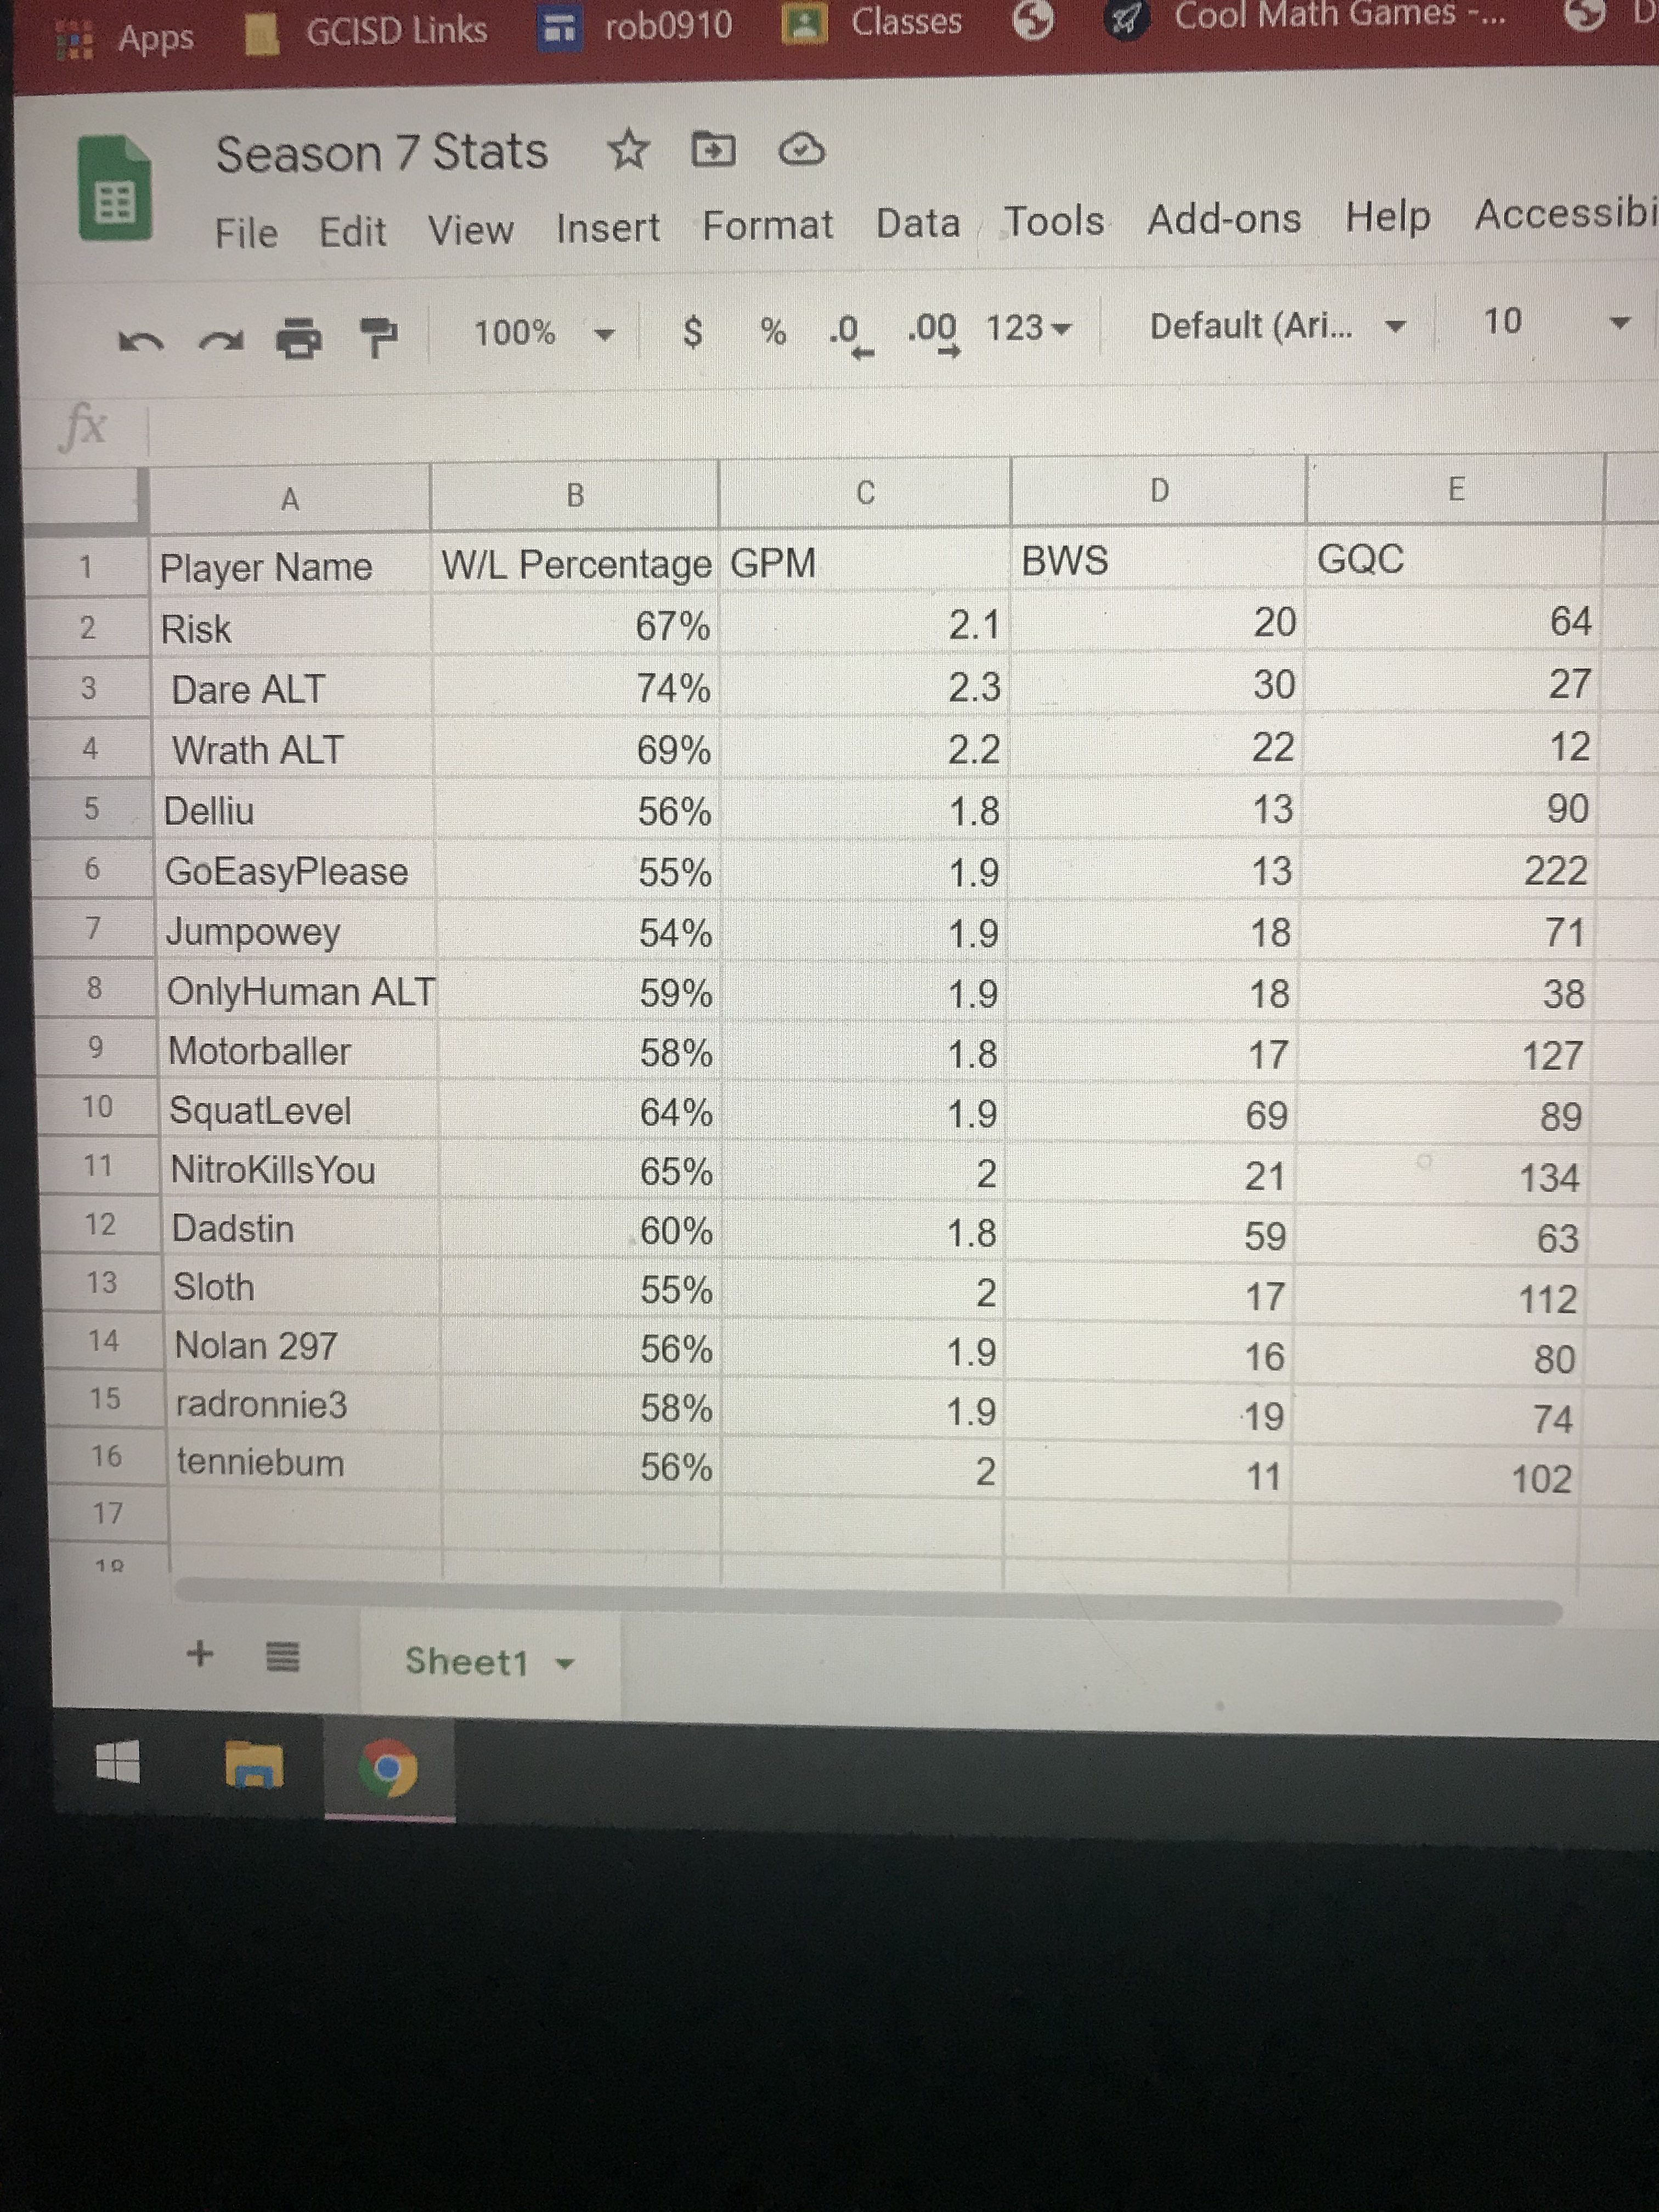 Apps GCISD Links rob0910 Classes Cool Math Games -...
Season 7 Stats
File Edit View Insert Format Data Tools Add-ons Help Accessibi
100% $ % .0 .00 123 Default (Ari... 10
fx
A B C D E
1 Player Name W/L Percentage GPM BWS GQC
2 Risk 67% 2.1 20 64
3 Dare ALT 74% 2.3 30 27
4 Wrath ALT 69% 2.2 22 12
5 Delliu 56% 1.8 13 90
6 GoEasyPlease 55% 1.9 13 222
7 Jumpowey 54% 1.9 18 71
8 OnlyHuman ALT 59% 1.9 18 38
9 Motorballer 58% 1.8 17 127
10 SquatLevel 64% 1.9 69 89
11 NitroKillsYou 65% 2 21 134
12 Dadstin 60% 1.8 59 63
13 Sloth 55% 2 17 112
14 Nolan 297 56% 1.9 16 80
15 radronnie3 58% 1.9 19 74
16 tenniebum 56% 2 11 102
17
18
Sheet1